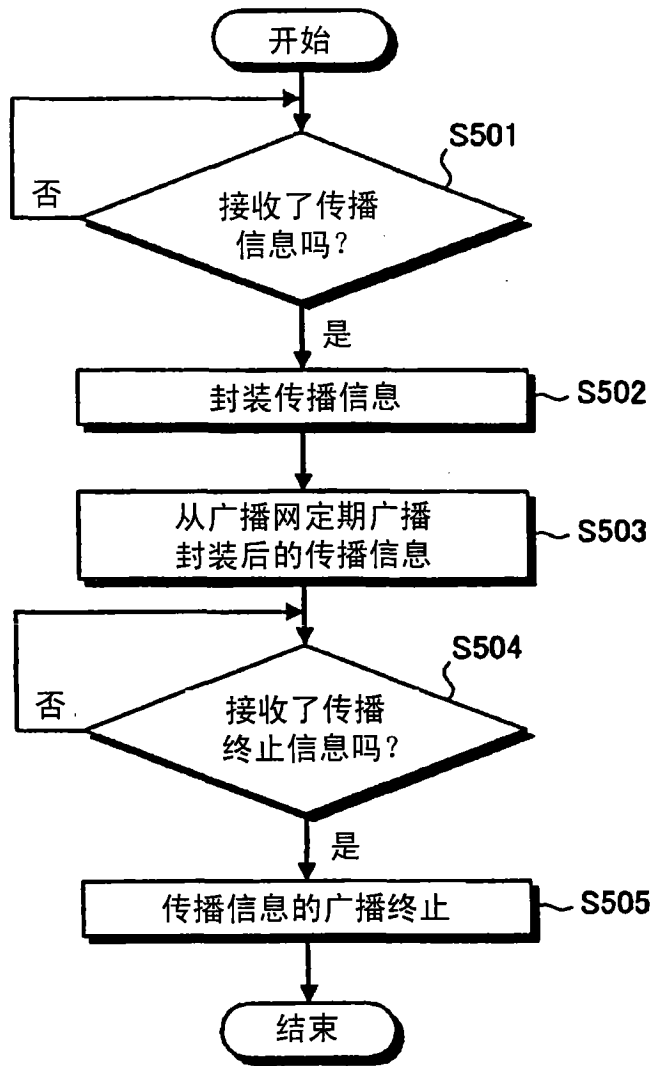 开始
S501
否
接收了传播
信息吗?
是
封装传播信息
S502
从广播网定期广播
封装后的传播信息
S503
S504
否
接收了传播
终止信息吗?
是
传播信息的广播终止
S505
结束